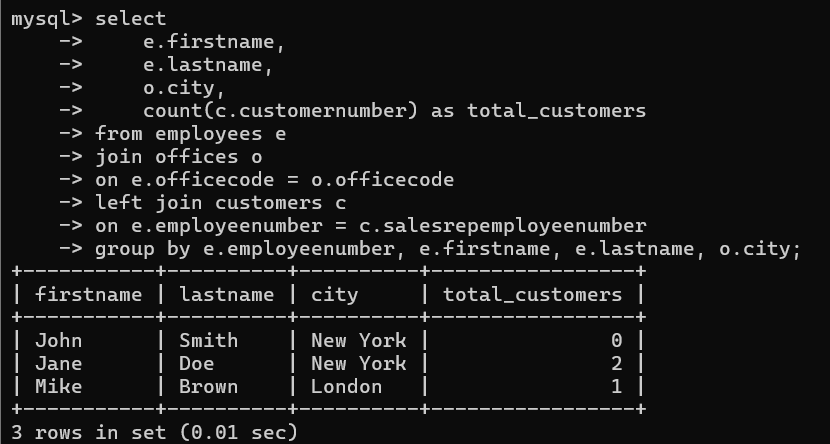 mysql> select
    ->     e.firstname,
    ->     e.lastname,
    ->     o.city,
    ->     count(c.customernumber) as total_customers
    -> from employees e
    -> join offices o
    -> on e.officecode = o.officecode
    -> left join customers c
    -> on e.employeenumber = c.salesrepemployeenumber
    -> group by e.employeenumber, e.firstname, e.lastname, o.city;
+-----------+----------+----------+-----------------+
| firstname | lastname | city     | total_customers |
+-----------+----------+----------+-----------------+
| John      | Smith    | New York |               0 |
| Jane      | Doe      | New York |               2 |
| Mike      | Brown    | London   |               1 |
+-----------+----------+----------+-----------------+
3 rows in set (0.01 sec)